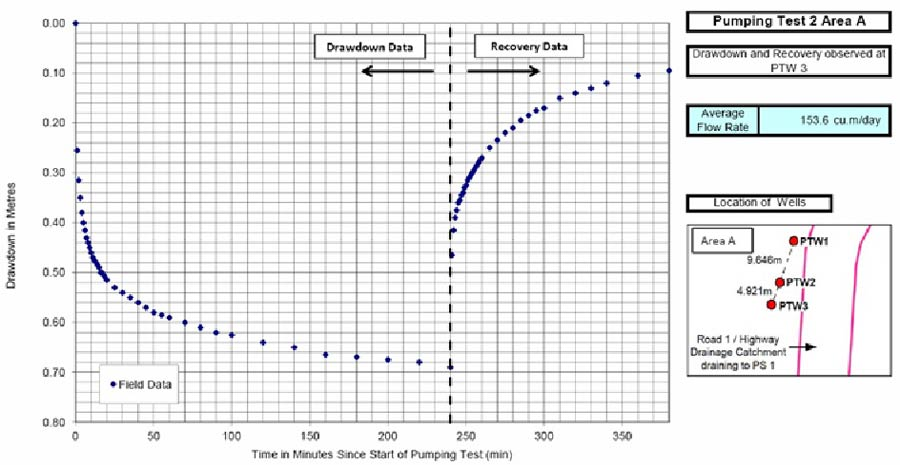 Pumping Test 2 Area A
Drawdown and Recovery observed at
PTW 3
Average
Flow Rate
153.6 cu.m/day
Location of Wells
Area A
PTW1
9.646m
PTW2
4.921m
PTW3
Road 1 / Highway
Drainage Catchment
draining to PS 1
Drawdown Data
Recovery Data
Drawdown in Metres
0.00
0.10
0.20
0.30
0.40
0.50
0.60
0.70
0.80
Field Data
0
50
100
150
200
250
300
350
Time in Minutes Since Start of Pumping Test (min)